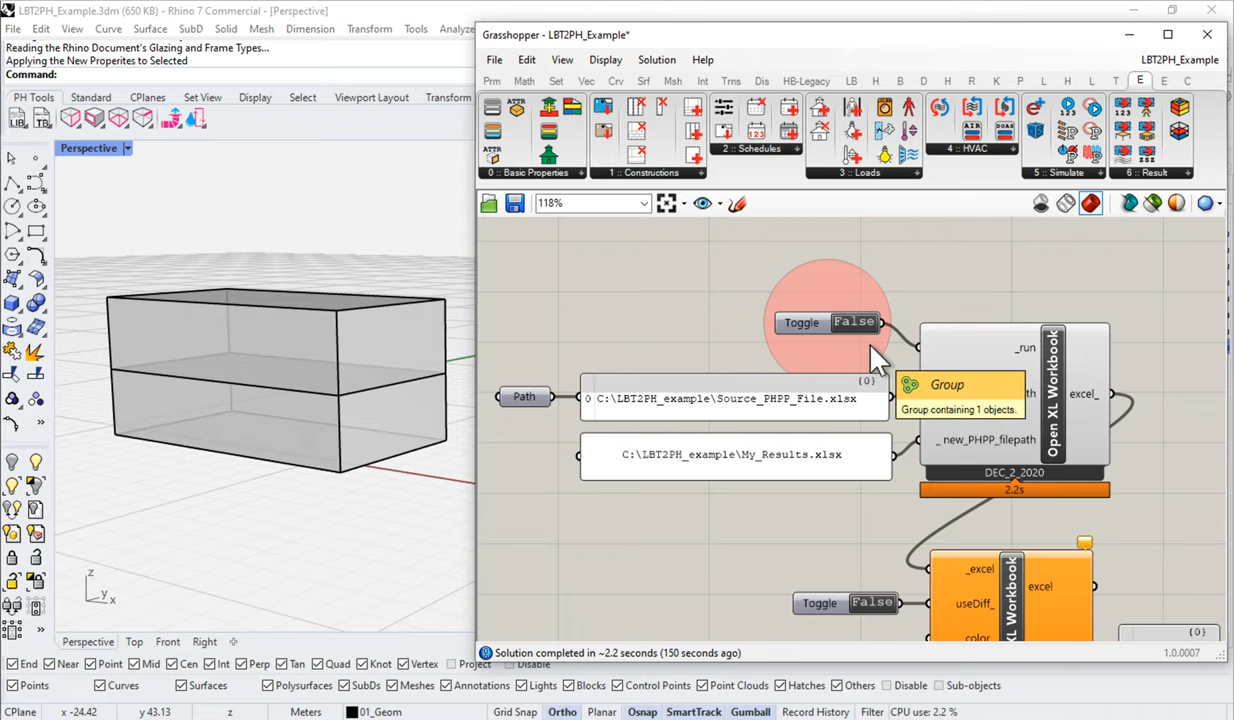 LBT2PH_Example.3dm (650 KB) - Rhino 7 Commercial - [Perspective]
File Edit View Curve Surface SubD Solid Mesh Dimension Transform Tools Analyze
Reading the Rhino Document's Glazing and Frame Types...
Applying the New Properites to Selected
Command:
PH Tools Standard CPlanes Set View Display Select Viewport Layout Transform
LIB TB
Perspective
z
y
x
Perspective Top Front Right
Grasshopper - LBT2PH_Example*
File Edit View Display Solution Help
LBT2PH_Example
Prm Math Set Vec Crv Srf Msh Int Trns Dis HB-Legacy LB H B D H R K P L H L T E E C
ATTR
ATTR
123
AIR DOAS
123
0 :: Basic Properties
1 :: Constructions
2 :: Schedules
3 :: Loads
4 :: HVAC
5 :: Simulate
6 :: Result
118%
Toggle False
_run
{0}
Path
0 C:\LBT2PH_example\Source_PHPP_File.xlsx
th
excel_
Open XL Workbook
Group
Group containing 1 objects.
C:\LBT2PH_example\My_Results.xlsx
_new_PHPP_filepath
DEC_2_2020
2.2s
_excel
excel
useDiff_
color
XL Workbook
Toggle False
{0}
Solution completed in ~2.2 seconds (150 seconds ago)
1.0.0007
End Near Point Mid Cen Int Perp Tan Quad Knot Vertex Project Disable
Points Curves Surfaces Polysurfaces SubDs Meshes Annotations Lights Blocks Control Points Point Clouds Hatches Others Disable Sub-objects
CPlane x -24.42 y 43.13 z Meters 01_Geom Grid Snap Ortho Planar Osnap SmartTrack Gumball Record History Filter CPU use: 2.2 %